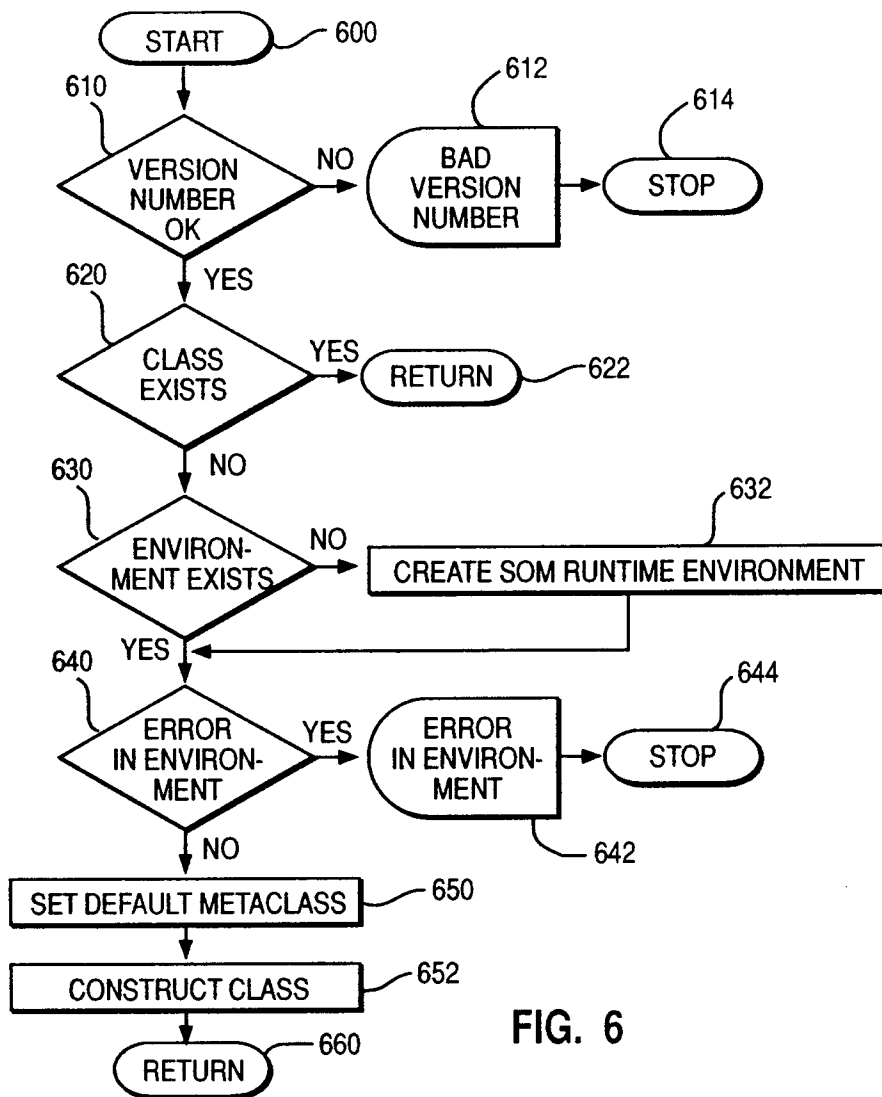 START
600
610
VERSION
NUMBER
OK
NO
612
BAD
VERSION
NUMBER
614
STOP
YES
620
CLASS
EXISTS
YES
RETURN
622
NO
630
ENVIRON-
MENT EXISTS
NO
632
CREATE SOM RUNTIME ENVIRONMENT
YES
640
ERROR
IN ENVIRON-
MENT
YES
ERROR
IN ENVIRON-
MENT
642
644
STOP
NO
SET DEFAULT METACLASS
650
CONSTRUCT CLASS
652
RETURN
660
FIG. 6